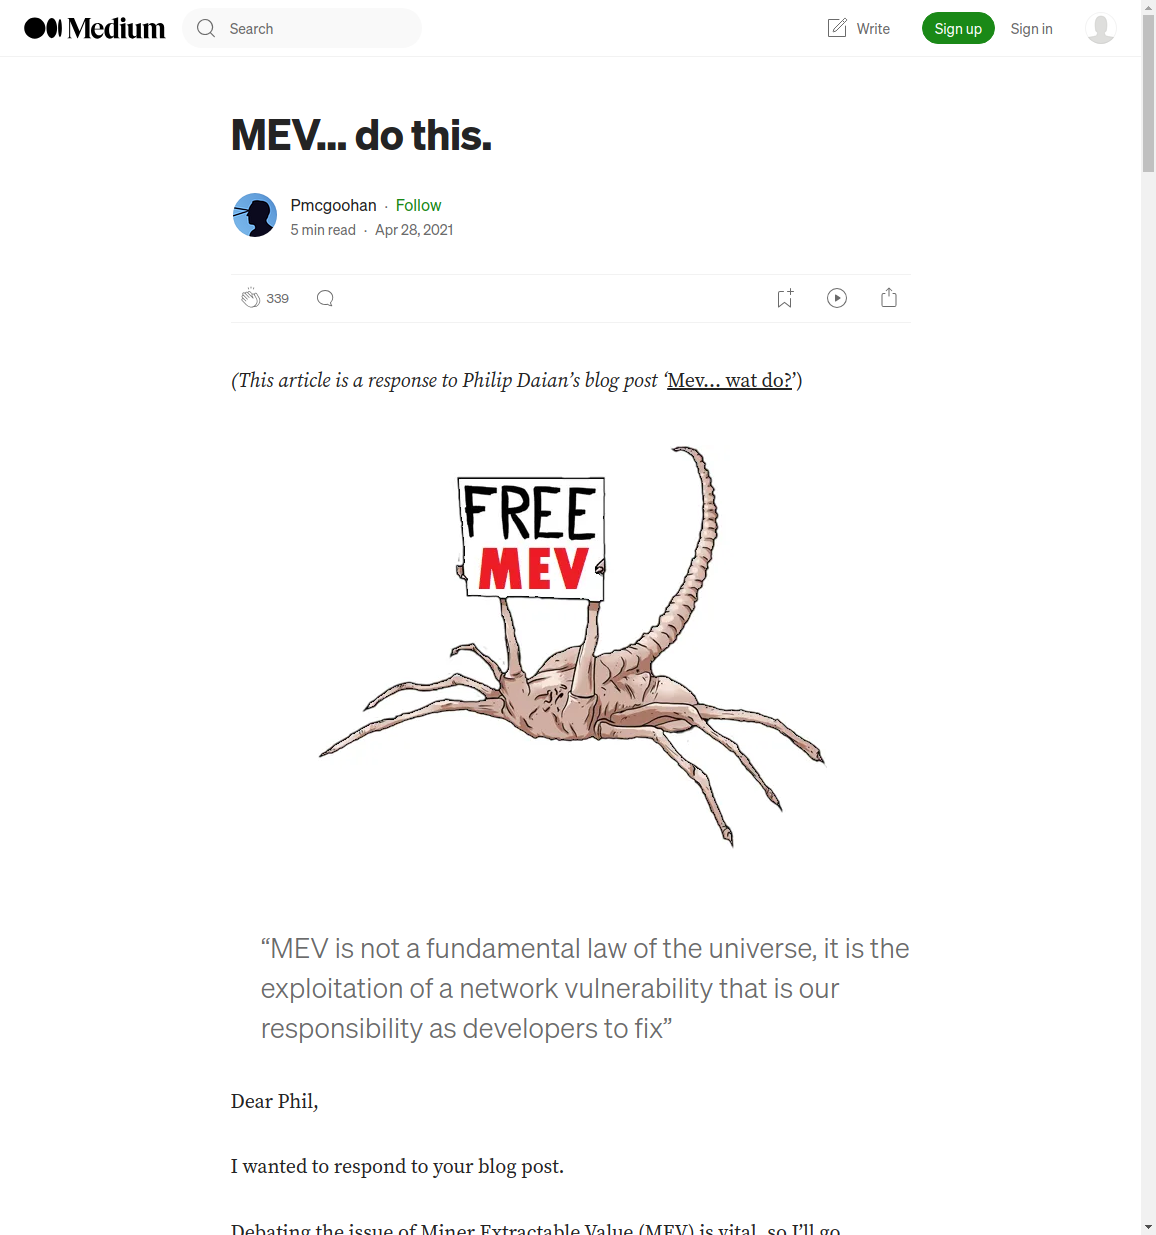 Medium
Search
Write
Sign up
Sign in
MEV... do this.
Pmcgoohan · Follow
5 min read · Apr 28, 2021
339
(This article is a response to Philip Daian’s blog post ‘Mev… wat do?’)
FREE
MEV
“MEV is not a fundamental law of the universe, it is the
exploitation of a network vulnerability that is our
responsibility as developers to fix”
Dear Phil,
I wanted to respond to your blog post.
Debating the issue of Miner Extractable Value (MEV) is vital, so I’ll go